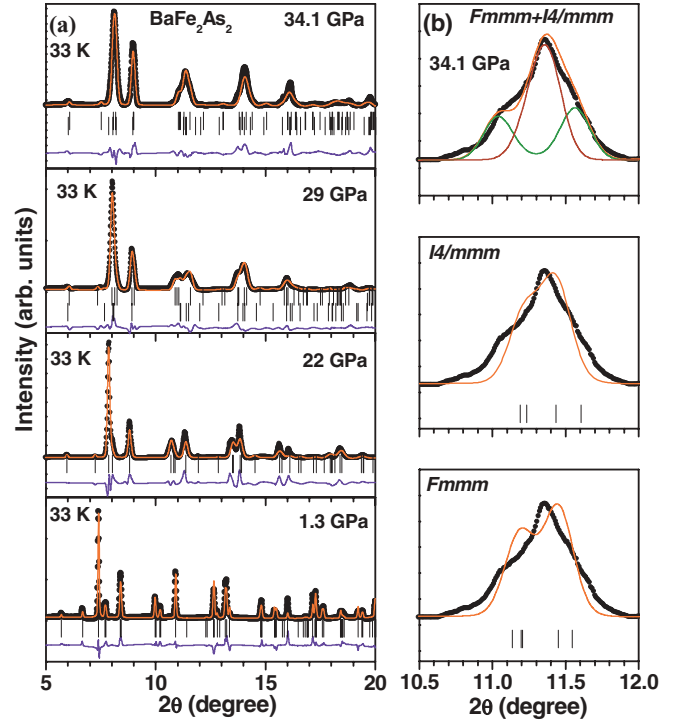 (a) BaFe₂As₂ 34.1 GPa
33 K
33 K 29 GPa
33 K 22 GPa
33 K 1.3 GPa
Intensity (arb. units)
5 10 15 20
2θ (degree)
(b) Fmmm+I4/mmm
34.1 GPa
I4/mmm
Fmmm
10.5 11.0 11.5 12.0
2θ (degree)